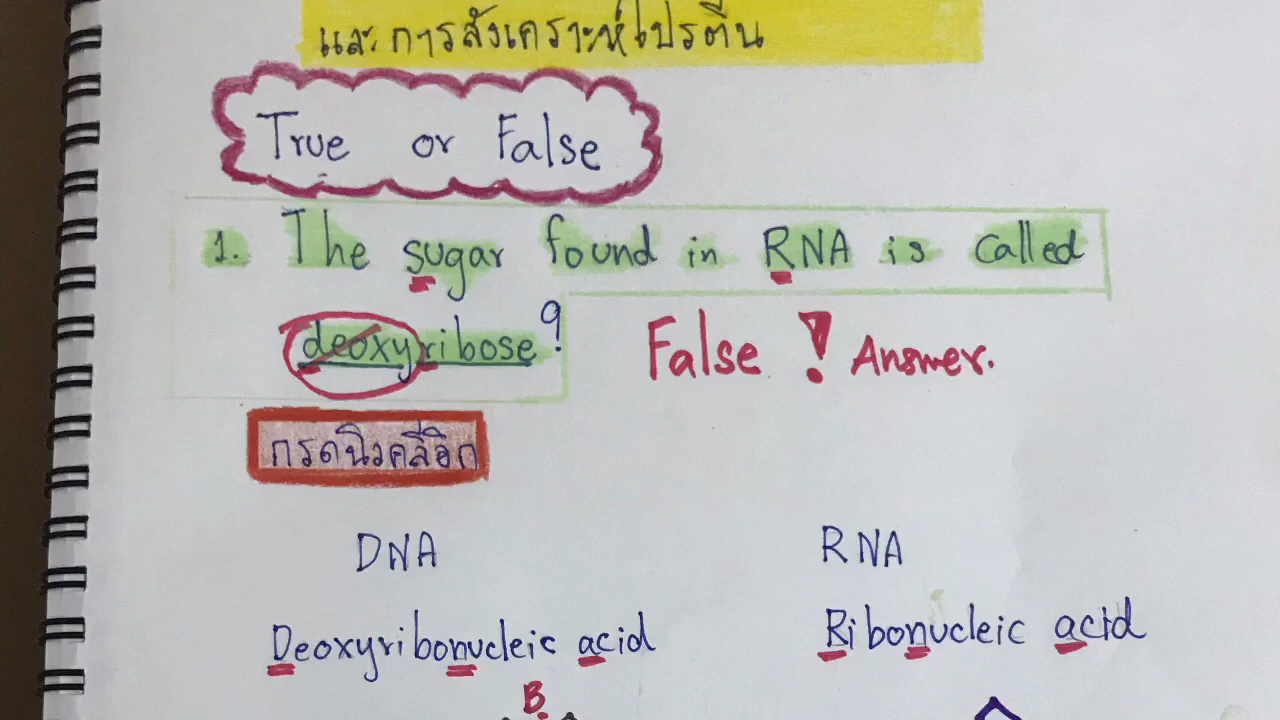 และการสังเคราะห์โปรตีน
True or False
1. The sugar found in RNA is called
deoxyribose? False! Answer.
กรดนิวคลีอิก
DNA RNA
Deoxyribonucleic acid Ribonucleic acid
B.